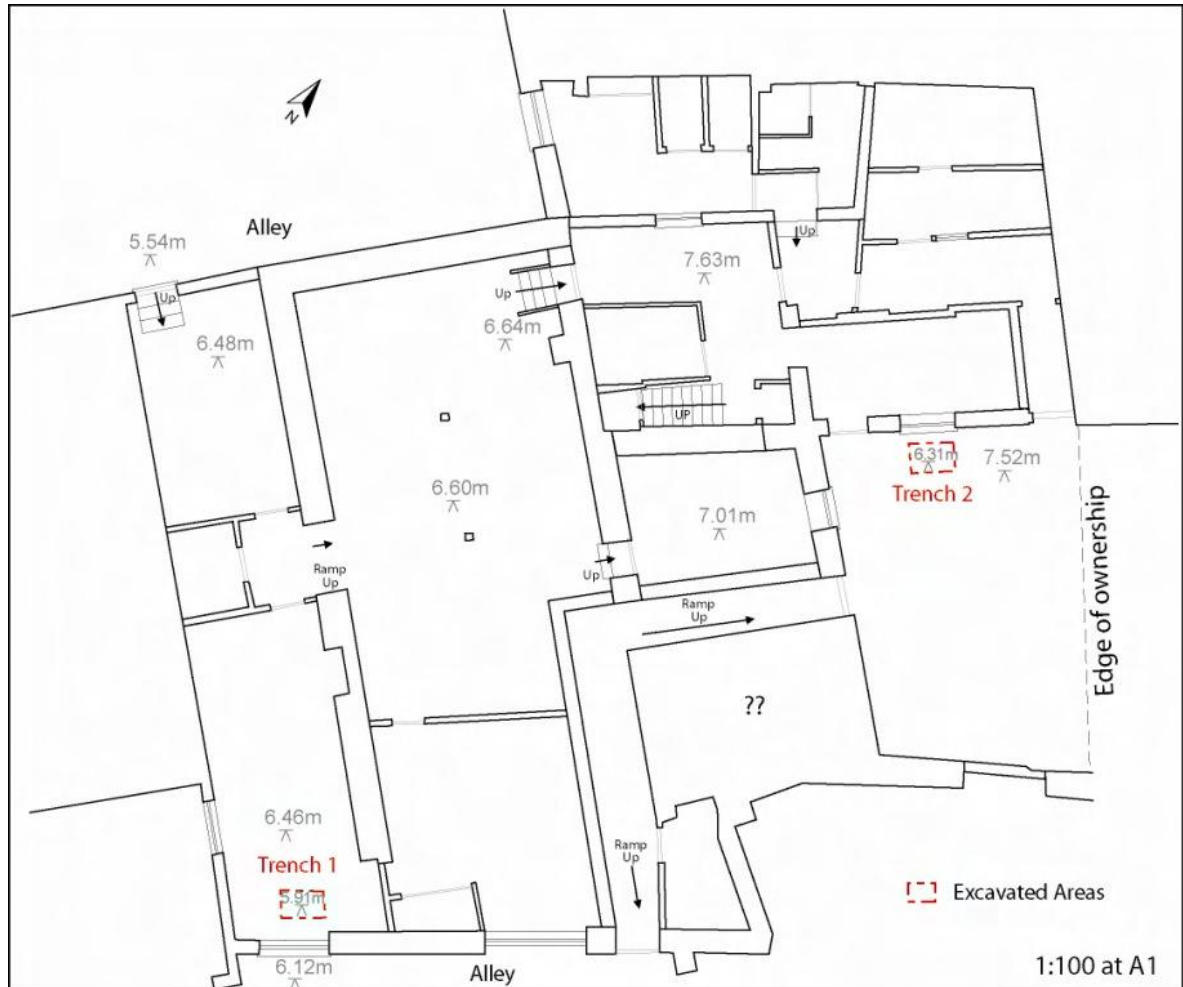 N
Alley
5.54m
Up
7.63m
Up
Up
6.64m
6.48m
UP
6.31m
7.52m
Trench 2
6.60m
7.01m
Edge of ownership
Ramp
Up
Up
Ramp
Up
??
6.46m
Trench 1
5.91m
Ramp
Up
Excavated Areas
6.12m
Alley
1:100 at A1